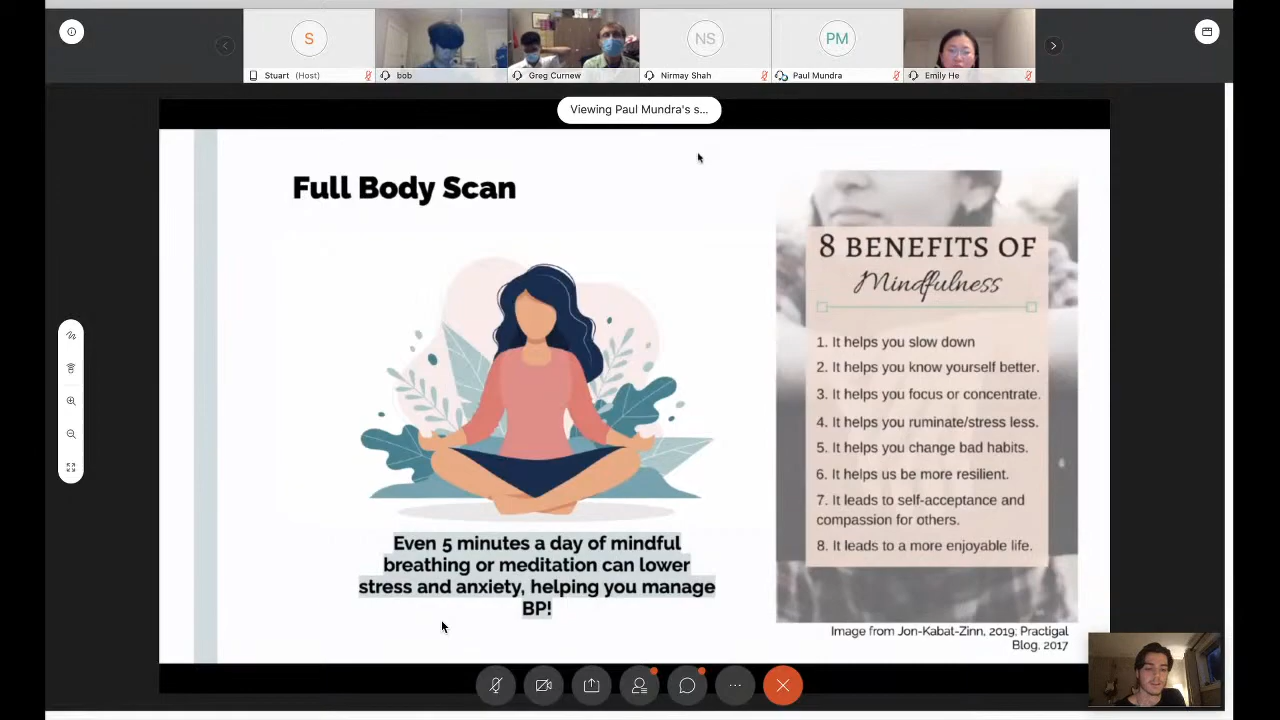 S
NS
PM
Stuart (Host)
bob
Greg Curnew
Nirmay Shah
Paul Mundra
Emily He
Viewing Paul Mundra's s...
Full Body Scan
Even 5 minutes a day of mindful
breathing or meditation can lower
stress and anxiety, helping you manage
BP!
8 BENEFITS OF
Mindfulness
1. It helps you slow down
2. It helps you know yourself better.
3. It helps you focus or concentrate.
4. It helps you ruminate/stress less.
5. It helps you change bad habits.
6. It helps us be more resilient.
7. It leads to self-acceptance and
compassion for others.
8. It leads to a more enjoyable life.
Image from Jon-Kabat-Zinn, 2019; Practigal
Blog, 2017